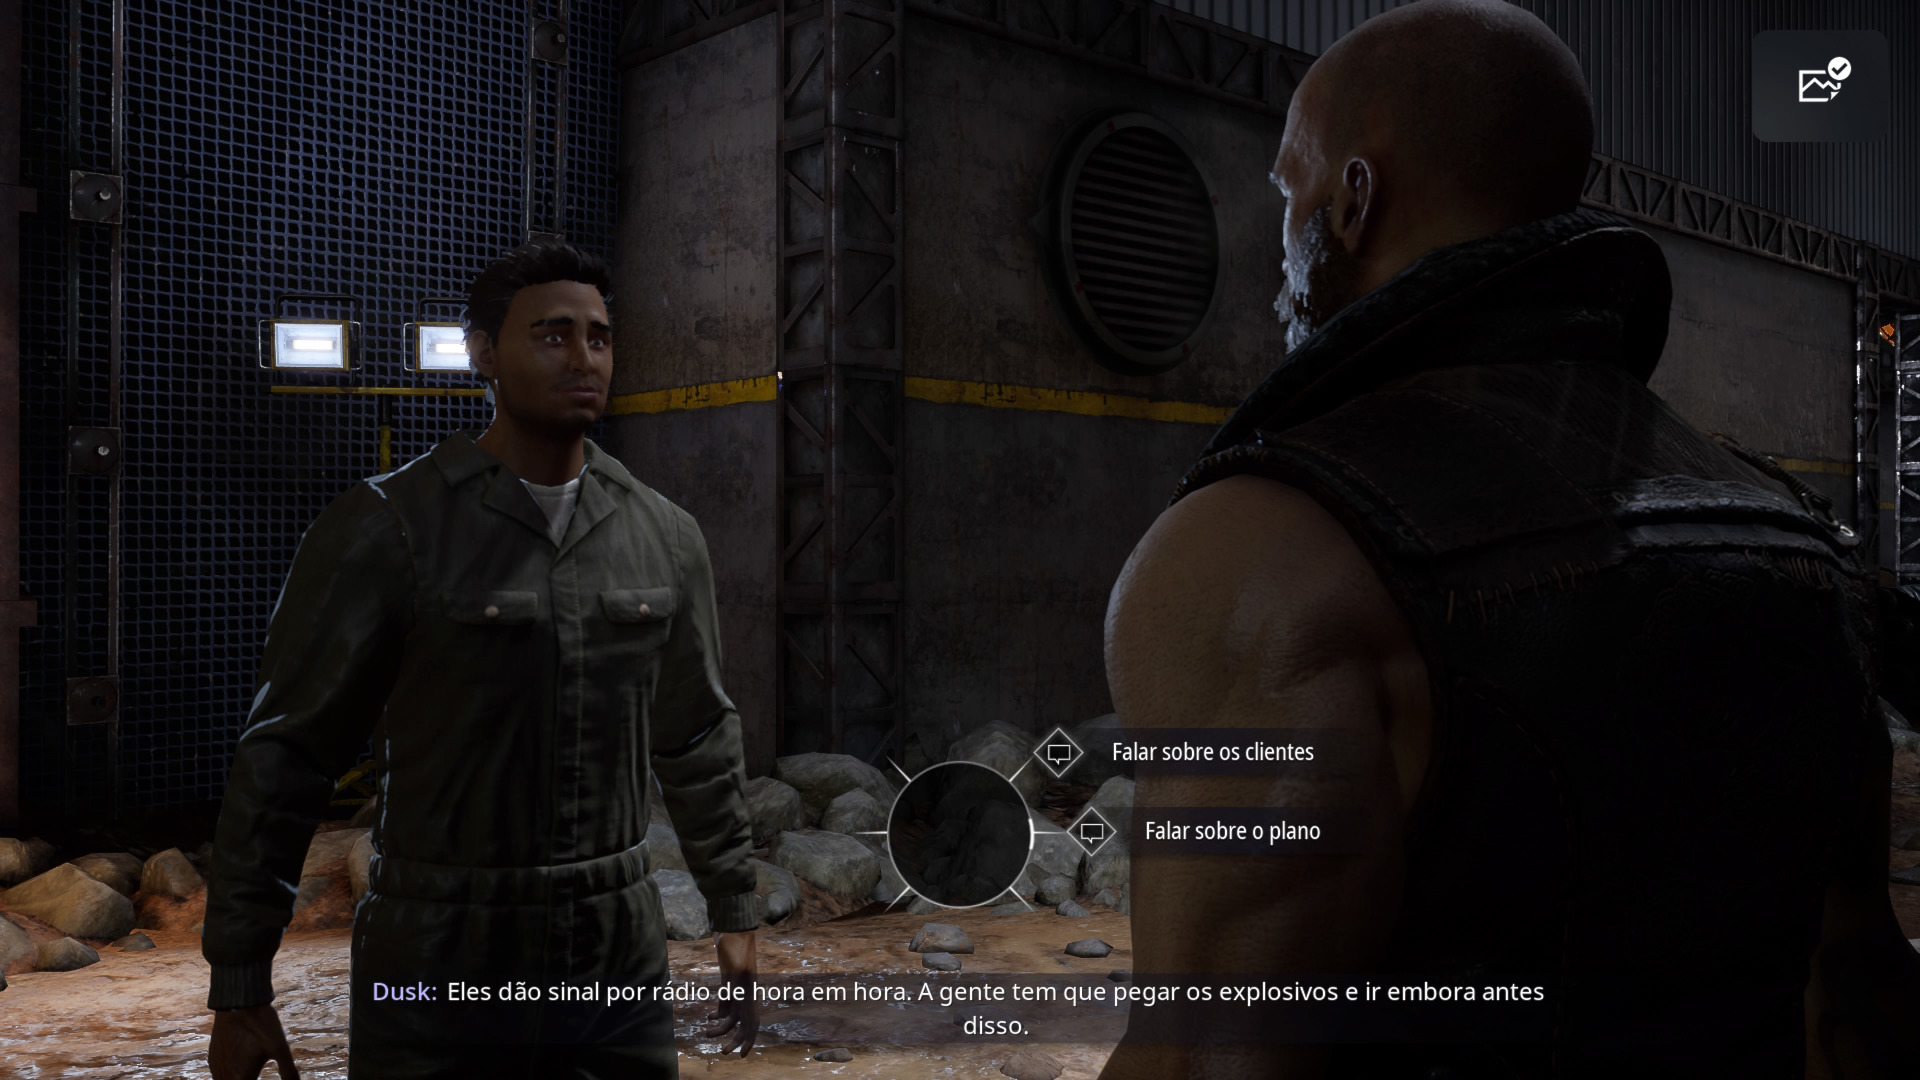 Falar sobre os clientes
Falar sobre o plano
Dusk: Eles dão sinal por rádio de hora em hora. A gente tem que pegar os explosivos e ir embora antes
disso.